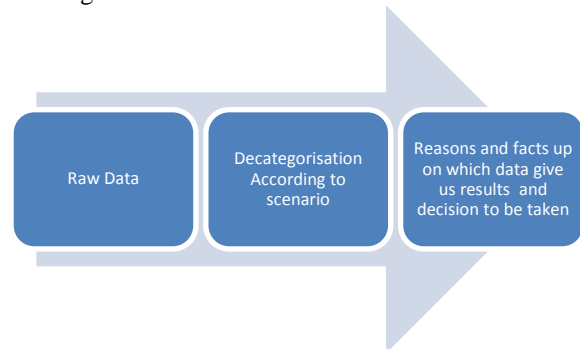 Raw Data
Decategorisation
According to
scenario
Reasons and facts up
on which data give
us results and
decision to be taken